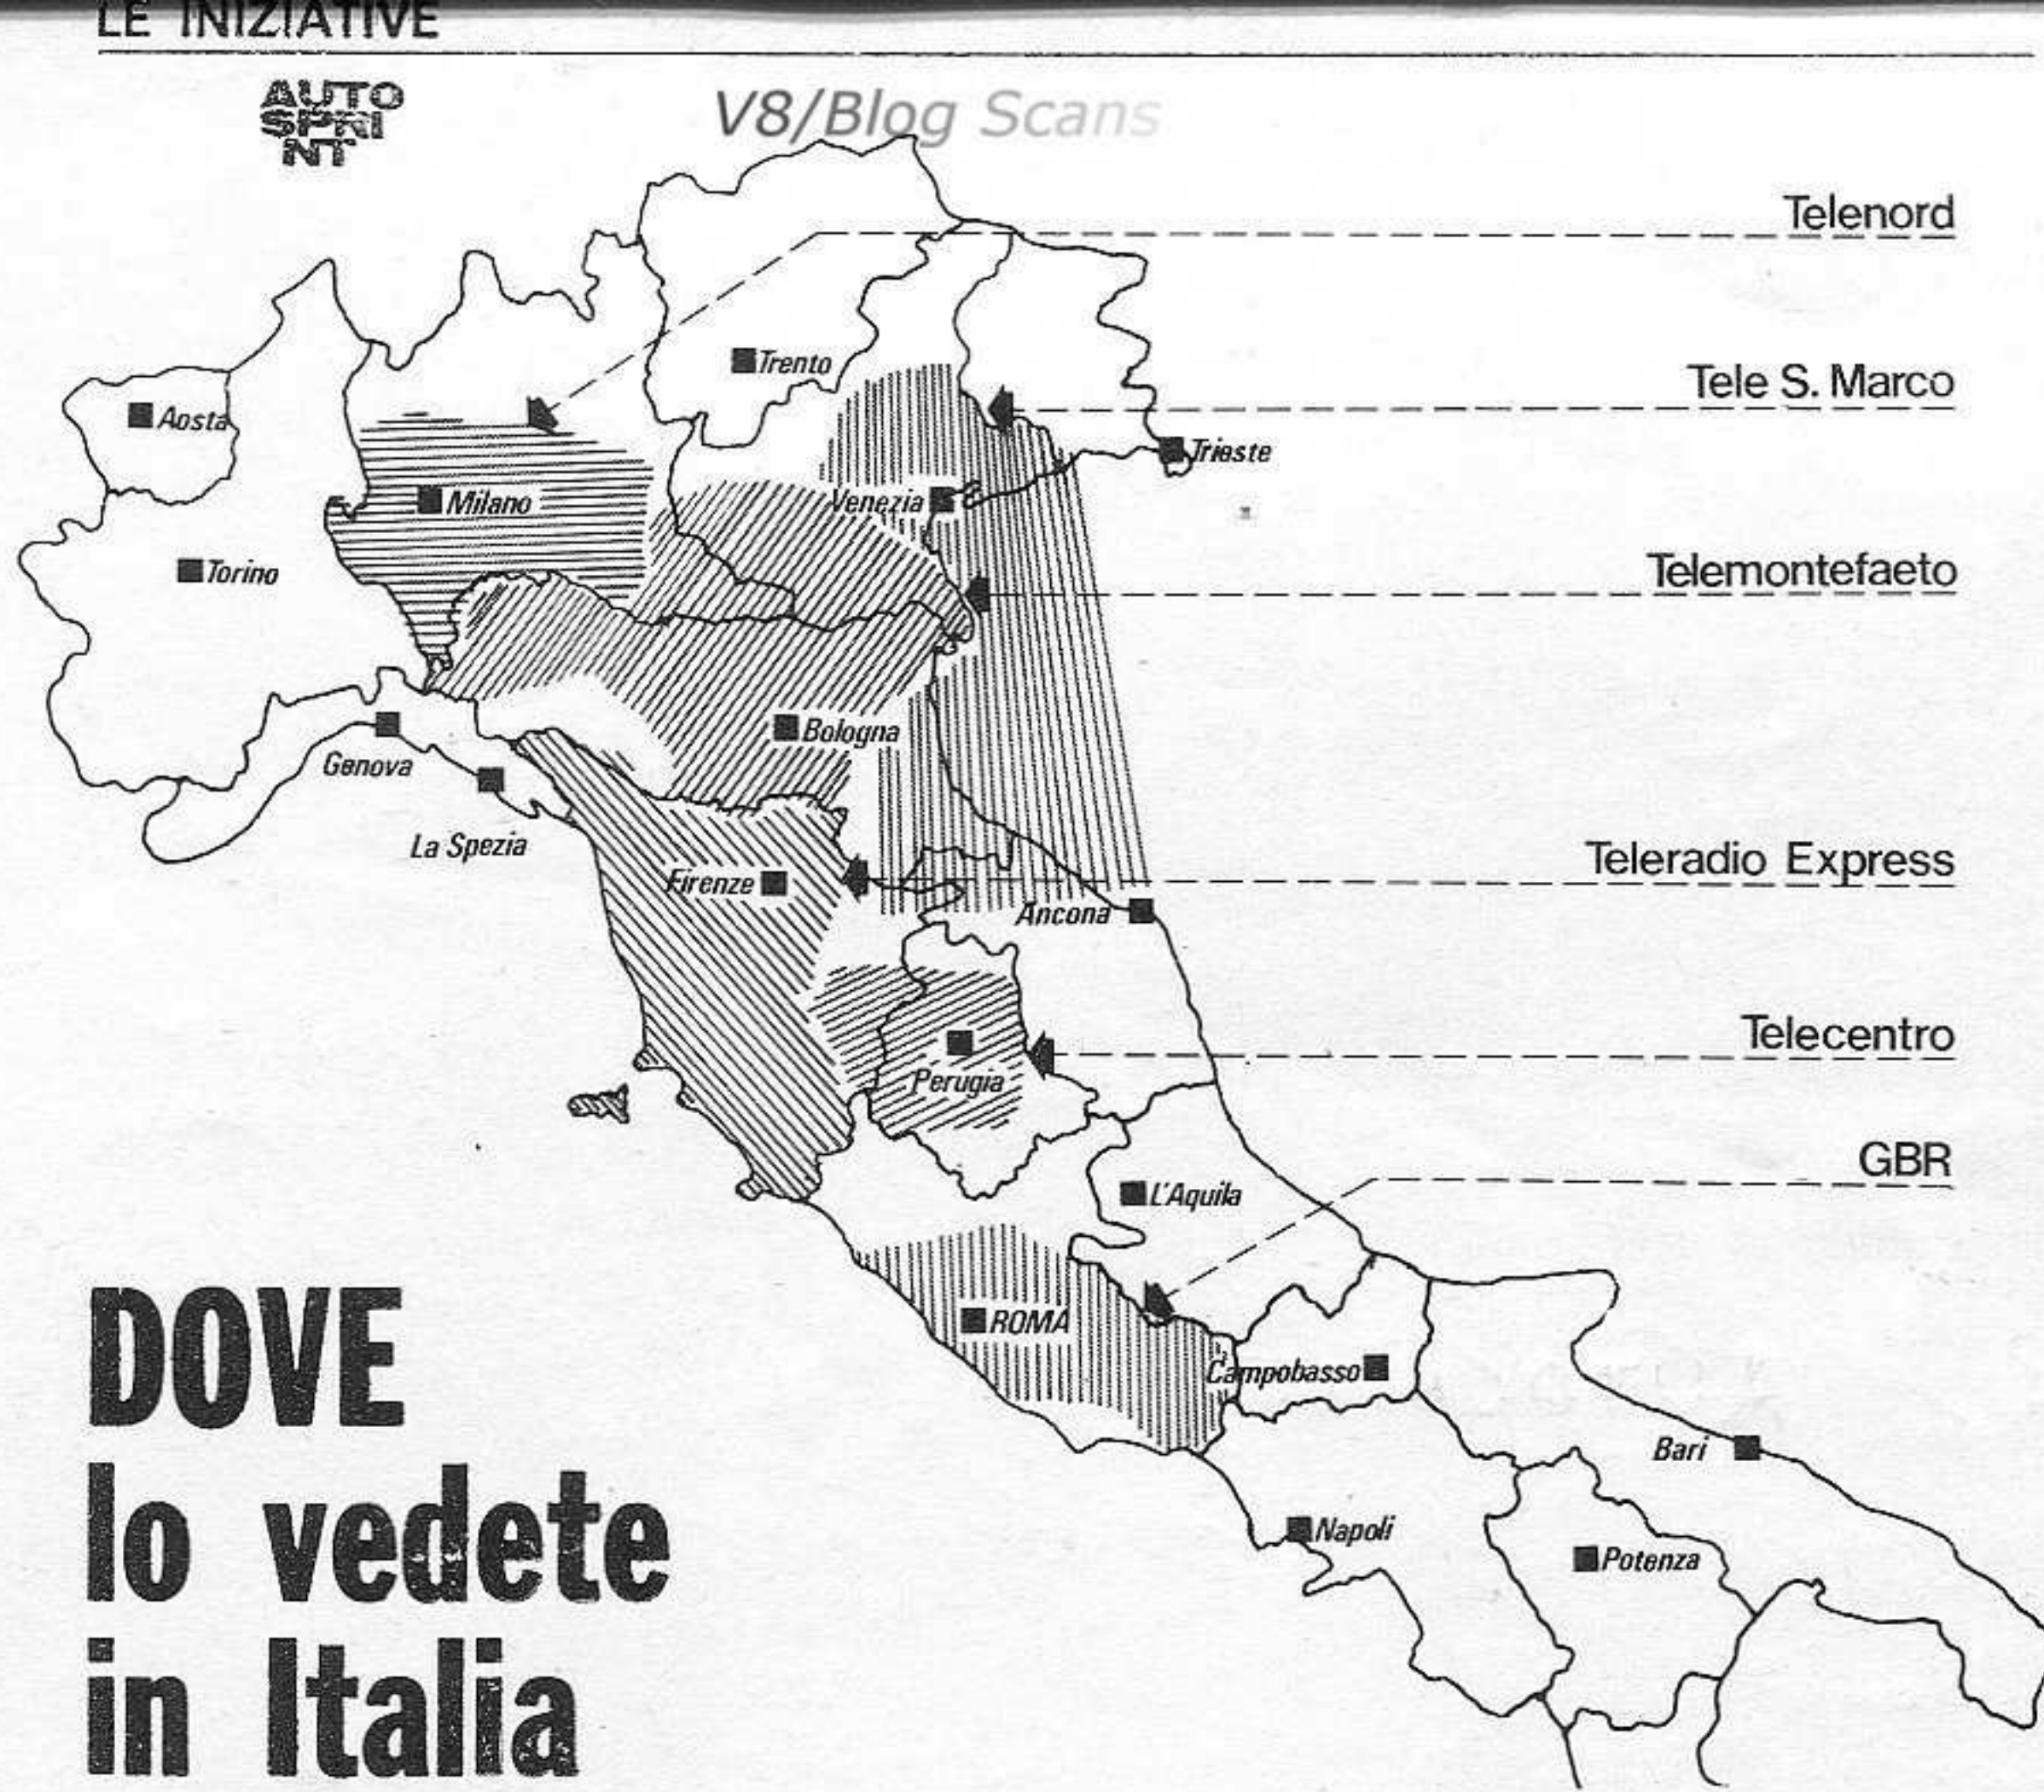 LE INIZIATIVE
AUTO
SPRI
NT
V8/Blog Scans
Telenord
Tele S. Marco
Trento
Aosta
Trieste
Milano
Venezia
Torino
Telemontefaeto
Bologna
Genova
La Spezia
Teleradio Express
Firenze
Ancona
Telecentro
Perugia
GBR
L'Aquila
ROMA
Campobasso
Bari
Napoli
Potenza
DOVE
lo vedete
in Italia